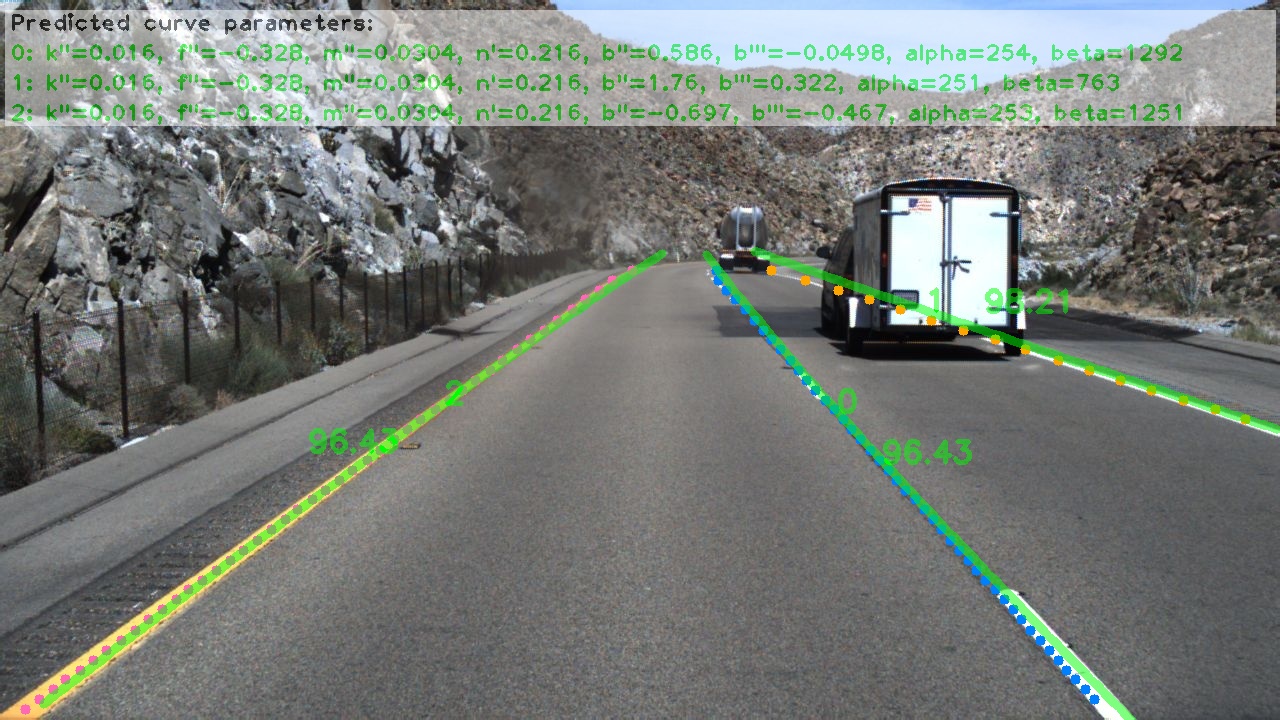 Predicted curve parameters:
0: k''=0.016, f''=-0.328, m''=0.0304, n'=0.216, b''=0.586, b'''=-0.0498, alpha=254, beta=1292
1: k''=0.016, f''=-0.328, m''=0.0304, n'=0.216, b''=1.76, b'''=0.322, alpha=251, beta=763
2: k''=0.016, f''=-0.328, m''=0.0304, n'=0.216, b''=-0.697, b'''=-0.467, alpha=253, beta=1251
1 98.21
2
0
96.43
96.43